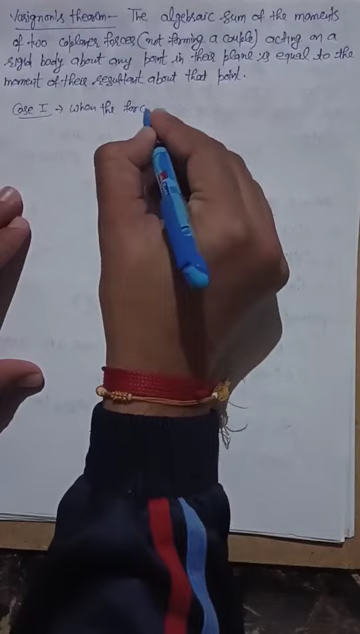 Varignon's theorm - The algebraic sum of the moments
of two coplaner forces (not forming a couple) acting on a
rigid body about any point in their plane is equal to the
moment of their resultant about that point.
Case I → when the forc